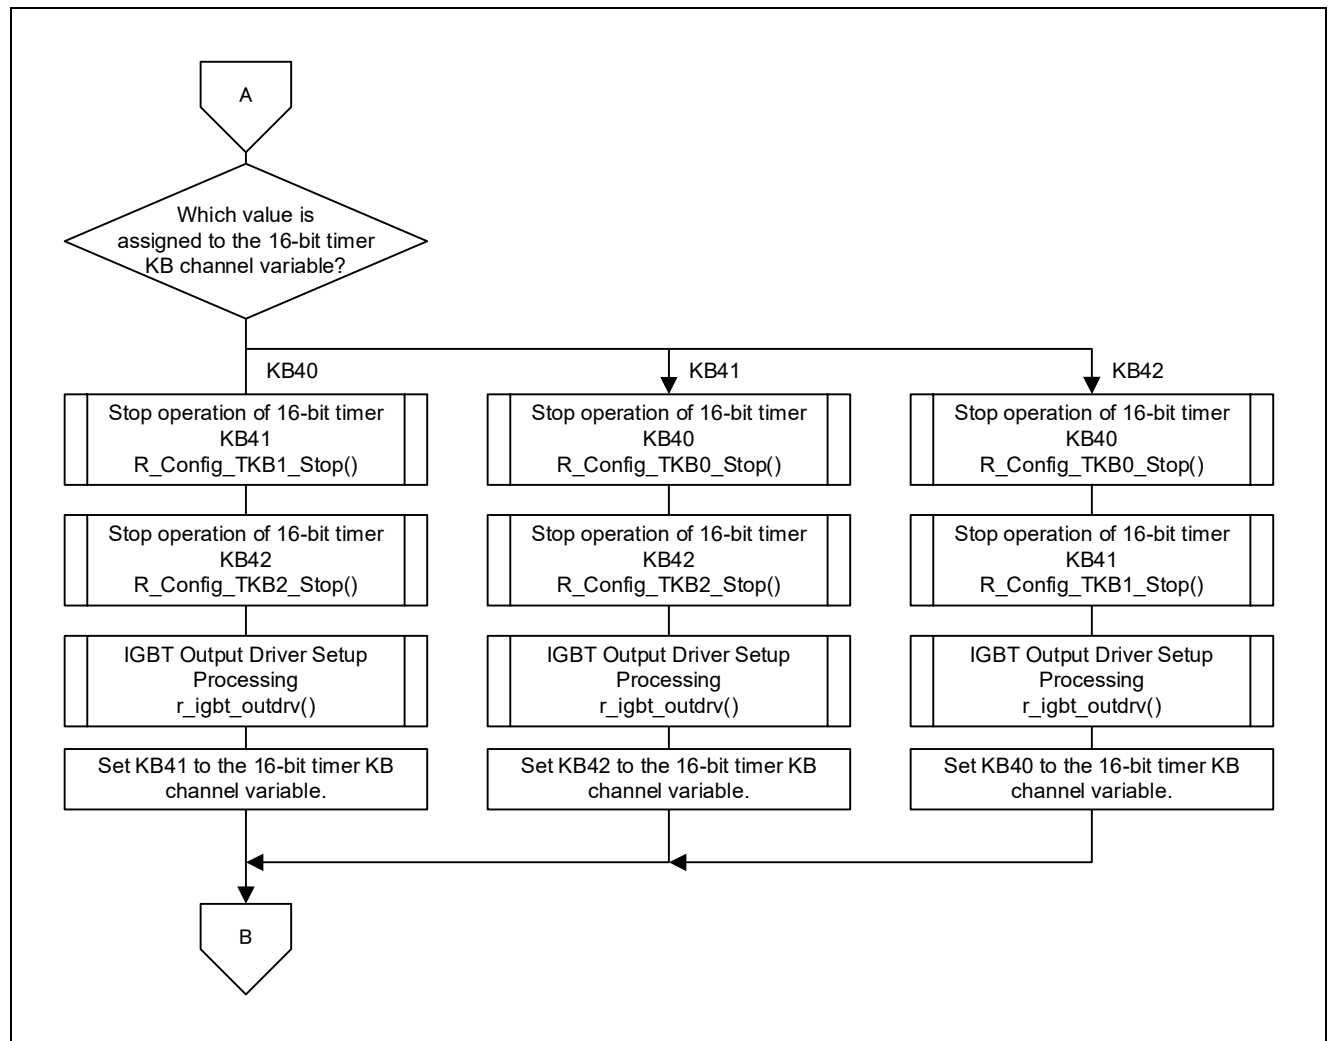 A
Which value is
assigned to the 16-bit timer
KB channel variable?
KB40
KB41
KB42
Stop operation of 16-bit timer
KB41
R_Config_TKB1_Stop()
Stop operation of 16-bit timer
KB40
R_Config_TKB0_Stop()
Stop operation of 16-bit timer
KB40
R_Config_TKB0_Stop()
Stop operation of 16-bit timer
KB42
R_Config_TKB2_Stop()
Stop operation of 16-bit timer
KB42
R_Config_TKB2_Stop()
Stop operation of 16-bit timer
KB41
R_Config_TKB1_Stop()
IGBT Output Driver Setup
Processing
r_igbt_outdrv()
IGBT Output Driver Setup
Processing
r_igbt_outdrv()
IGBT Output Driver Setup
Processing
r_igbt_outdrv()
Set KB41 to the 16-bit timer KB
channel variable.
Set KB42 to the 16-bit timer KB
channel variable.
Set KB40 to the 16-bit timer KB
channel variable.
B